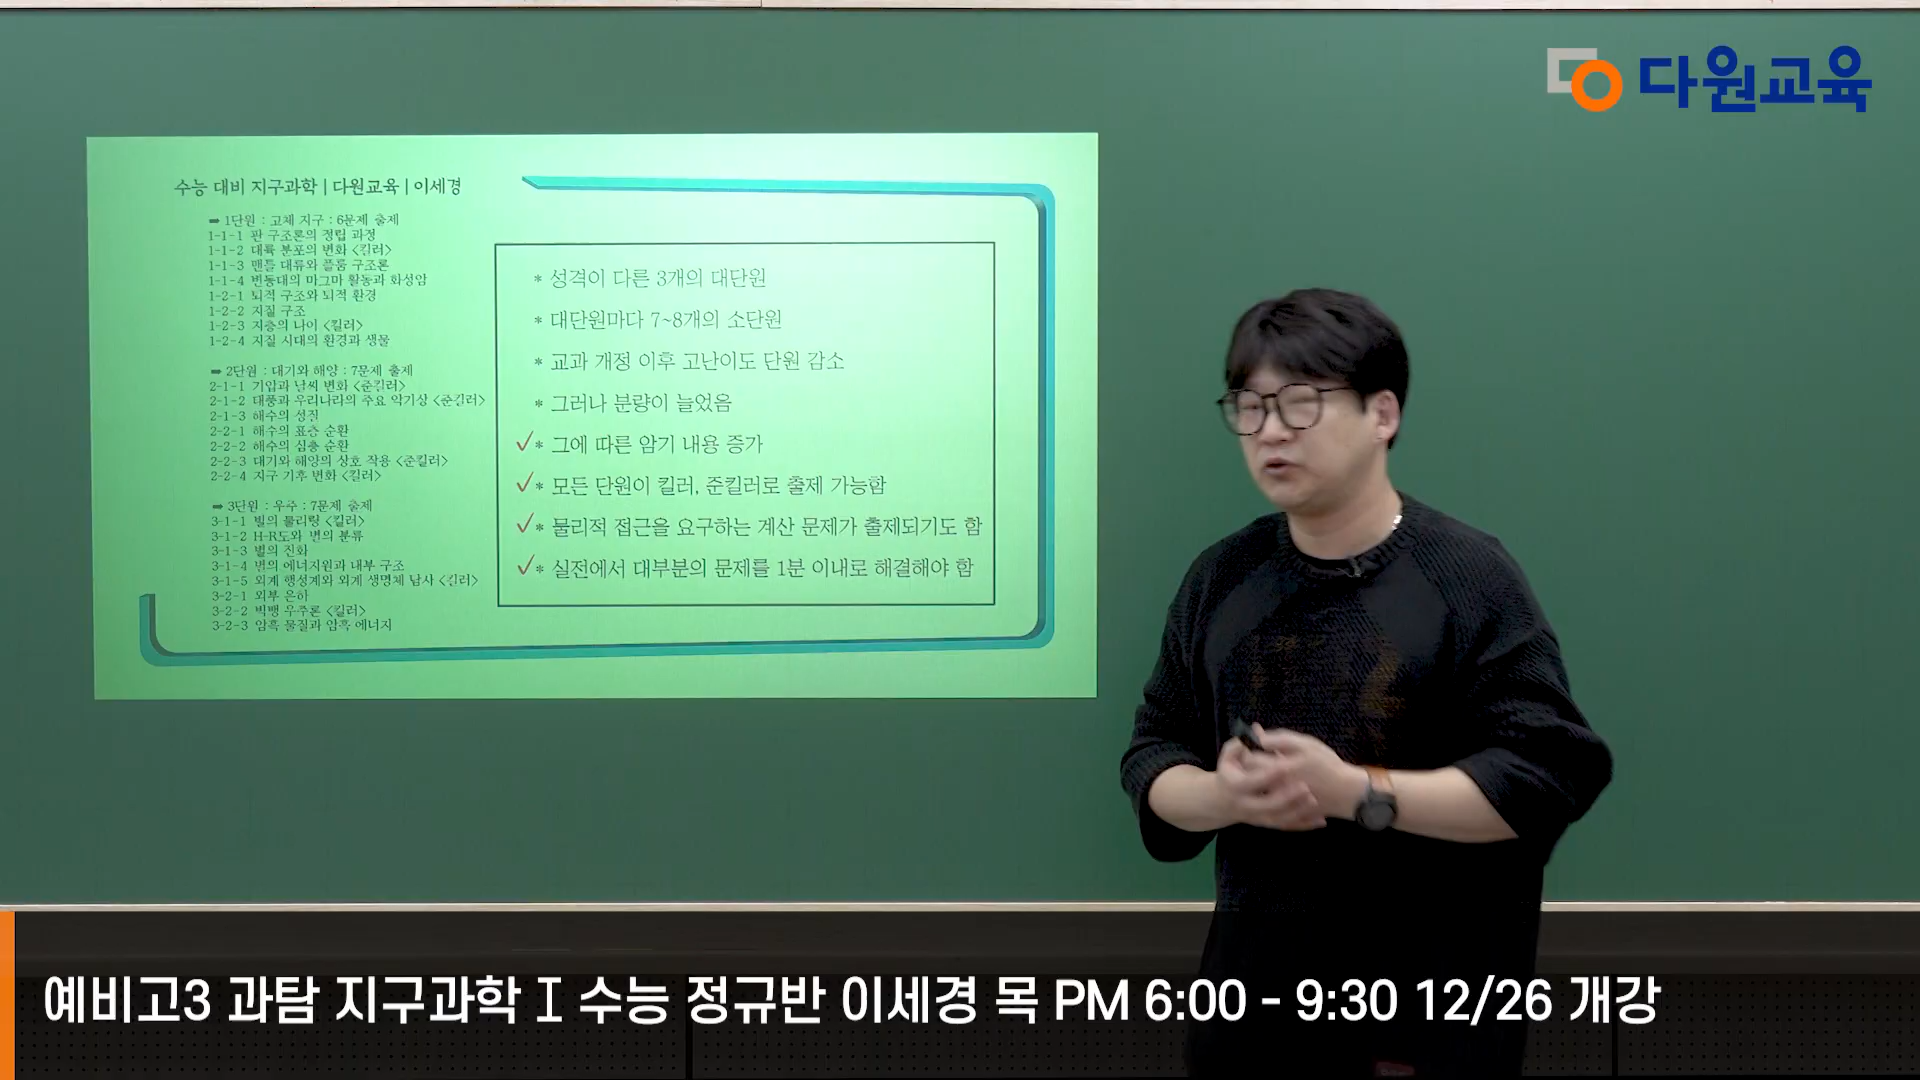 다원교육
수능 대비 지구과학 | 다원교육 | 이세경
➡ 1단원 : 고체 지구 : 6문제 출제
1-1-1 판 구조론의 정립 과정
1-1-2 대륙 분포의 변화 <킬러>
1-1-3 맨틀 대류와 플룸 구조론
1-1-4 변동대의 마그마 활동과 화성암
1-2-1 퇴적 구조와 퇴적 환경
1-2-2 지질 구조
1-2-3 지층의 나이 <킬러>
1-2-4 지질 시대의 환경과 생물
➡ 2단원 : 대기와 해양 : 7문제 출제
2-1-1 기압과 날씨 변화 <준킬러>
2-1-2 태풍과 우리나라의 주요 악기상 <준킬러>
2-1-3 해수의 성질
2-2-1 해수의 표층 순환
2-2-2 해수의 심층 순환
2-2-3 대기와 해양의 상호 작용 <준킬러>
2-2-4 지구 기후 변화 <킬러>
➡ 3단원 : 우주 : 7문제 출제
3-1-1 별의 물리량 <킬러>
3-1-2 H-R도와 별의 분류
3-1-3 별의 진화
3-1-4 별의 에너지원과 내부 구조
3-1-5 외계 행성계와 외계 생명체 탐사 <킬러>
3-2-1 외부 은하
3-2-2 빅뱅 우주론 <킬러>
3-2-3 암흑 물질과 암흑 에너지
* 성격이 다른 3개의 대단원
* 대단원마다 7~8개의 소단원
* 교과 개정 이후 고난이도 단원 감소
* 그러나 분량이 늘었음
✓* 그에 따른 암기 내용 증가
✓* 모든 단원이 킬러, 준킬러로 출제 가능함
✓* 물리적 접근을 요구하는 계산 문제가 출제되기도 함
✓* 실전에서 대부분의 문제를 1분 이내로 해결해야 함
예비고3 과탐 지구과학 I 수능 정규반 이세경 목 PM 6:00 - 9:30 12/26 개강